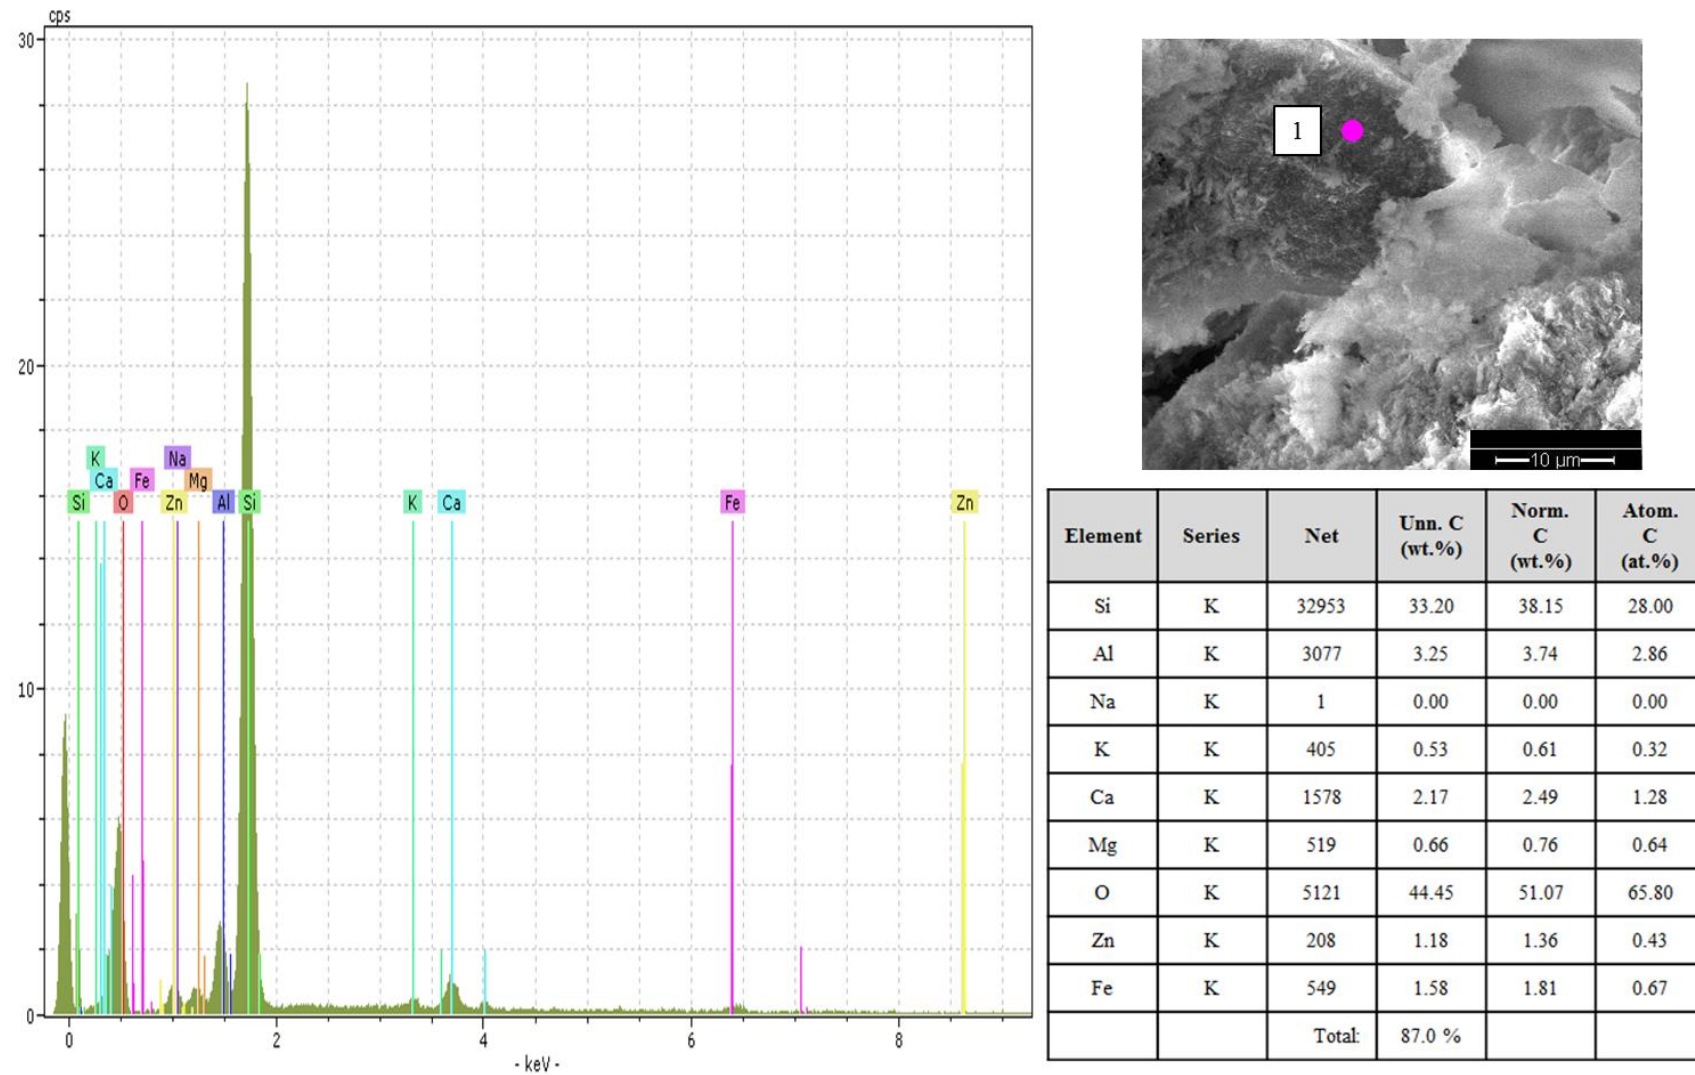 cps
30
20
10
0
K
Na
Ca
Fe
Mg
Si
O
Zn
Al
Si
K
Ca
Fe
Zn
0
2
4
6
8
- keV -
1
10 µm
Element Series Net Unn. C (wt.%) Norm. C (wt.%) Atom. C (at.%)
Si K 32953 33.20 38.15 28.00
Al K 3077 3.25 3.74 2.86
Na K 1 0.00 0.00 0.00
K K 405 0.53 0.61 0.32
Ca K 1578 2.17 2.49 1.28
Mg K 519 0.66 0.76 0.64
O K 5121 44.45 51.07 65.80
Zn K 208 1.18 1.36 0.43
Fe K 549 1.58 1.81 0.67
Total: 87.0 %